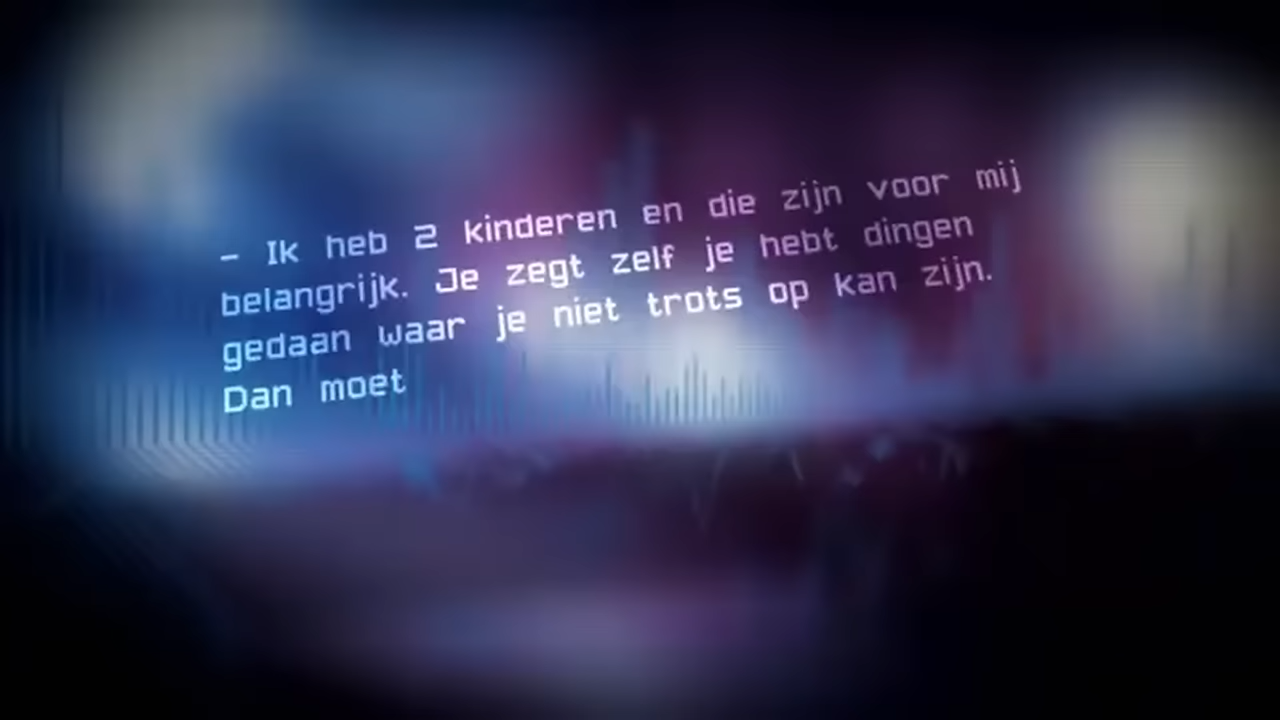 – Ik heb 2 kinderen en die zijn voor mij
belangrijk. Je zegt zelf je hebt dingen
gedaan waar je niet trots op kan zijn.
Dan moet